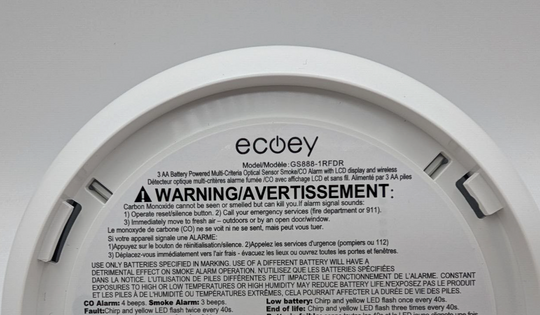 ecoey
Model/Modèle: GS888-1RFDR
3 AA Battery Powered Multi-Criteria Optical Sensor Smoke/CO Alarm with LCD display and wireless
Détecteur optique multi-critères alarme fumée /CO avec affichage LCD et sans fil. Alimenté par 3 AA piles
WARNING/AVERTISSEMENT:
Carbon Monoxide cannot be seen or smelled but can kill you.If alarm signal sounds:
1) Operate reset/silence button. 2) Call your emergency services (fire department or 911).
3) Immediately move to fresh air – outdoors or by an open door/window.
Le monoxyde de carbone (CO) ne se voit ni ne se sent, mais peut vous tuer.
Si votre appareil signale une ALARME:
1)Appuyez sur le bouton de réinitialisation/silence. 2)Appelez les services d'urgence (pompiers ou 112)
3) Déplacez-vous immédiatement vers l'air frais - évacuez les lieux ou ouvrez toutes les portes et fenêtres.
USE ONLY BATTERIES SPECIFIED IN MARKING. USE OF A DIFFERENT BATTERY WILL HAVE A
DETRIMENTAL EFFECT ON SMOKE ALARM OPERATION. N'UTILISEZ QUE LES BATTERIES SPÉCIFIÉES
DANS LA NOTICE. L'UTILISATION DE PILES DIFFÉRENTES PEUT IMPACTER LE FONCTIONNEMENT DE L'ALARME. CONSTANT
EXPOSURES TO HIGH OR LOW TEMPERATURES OR HIGH HUMIDITY MAY REDUCE BATTERY LIFE.N'EXPOSEZ PAS LE PRODUIT
ET LES PILES À DE L'HUMIDITÉ OU TEMPÉRATURES EXTRÊMES, CELA POURRAIT AFFECTER LA DURÉE DE VIE DES PILES.
CO Alarm: 4 beeps. Smoke Alarm: 3 beeps. Low battery: Chirp and yellow LED flash once every 40s.
Fault:Chirp and yellow LED flash twice every 40s. End of life: Chirp and yellow LED flash three times every 40s.